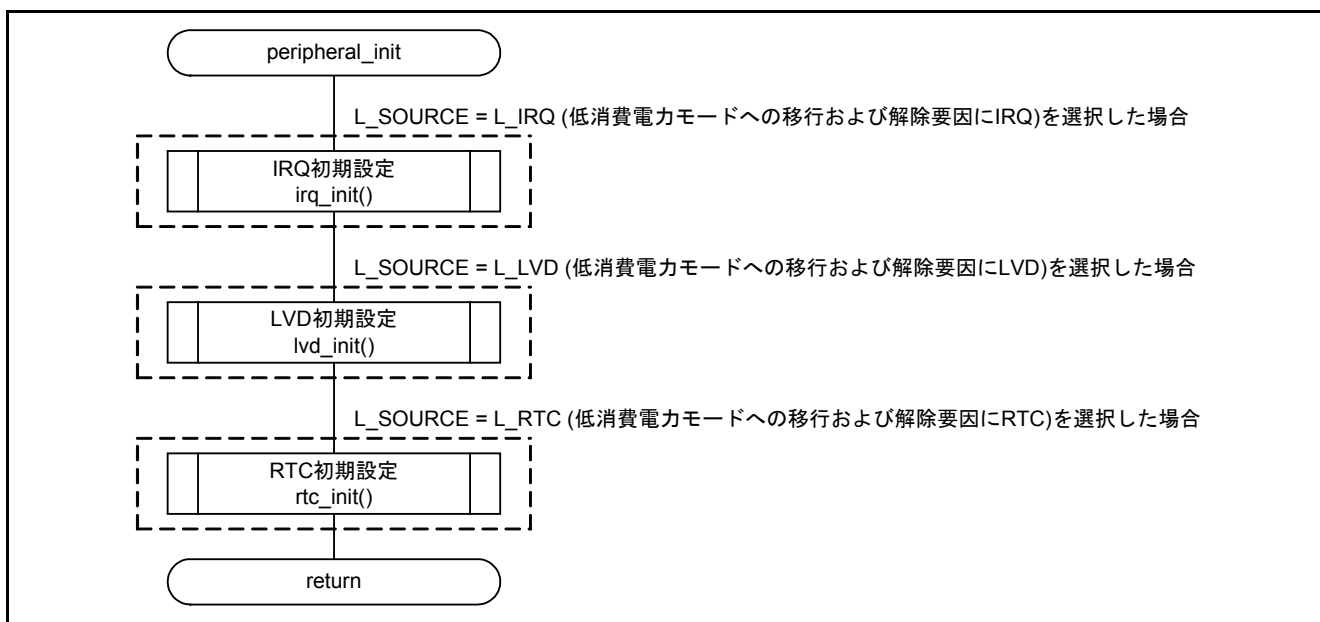 peripheral_init
L_SOURCE = L_IRQ (低消費電力モードへの移行および解除要因にIRQ)を選択した場合
IRQ初期設定
irq_init()
L_SOURCE = L_LVD (低消費電力モードへの移行および解除要因にLVD)を選択した場合
LVD初期設定
lvd_init()
L_SOURCE = L_RTC (低消費電力モードへの移行および解除要因にRTC)を選択した場合
RTC初期設定
rtc_init()
return